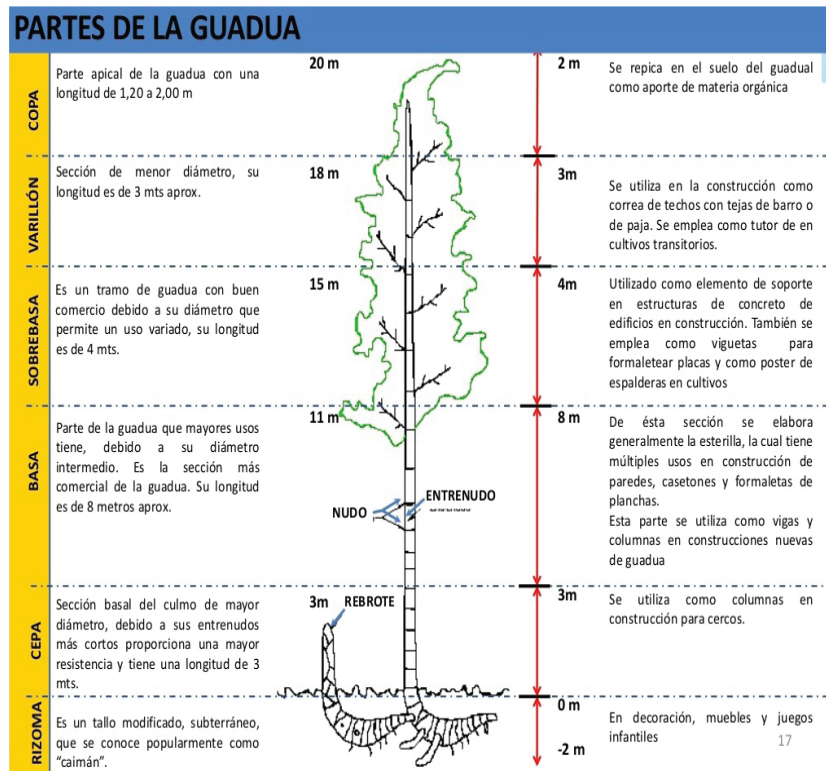 PARTES DE LA GUADUA
COPA
Parte apical de la guadua con una
longitud de 1,20 a 2,00 m
20 m
2 m
Se repica en el suelo del guadual
como aporte de materia orgánica
VARILLÓN
Sección de menor diámetro, su
longitud es de 3 mts aprox.
18 m
3m
Se utiliza en la construcción como
correa de techos con tejas de barro o
de paja. Se emplea como tutor de en
cultivos transitorios.
SOBREBASA
Es un tramo de guadua con buen
comercio debido a su diámetro que
permite un uso variado, su longitud
es de 4 mts.
15 m
4m
Utilizado como elemento de soporte
en estructuras de concreto de
edificios en construcción. También se
emplea como viguetas para
formaletear placas y como poster de
espalderas en cultivos
BASA
Parte de la guadua que mayores usos
tiene, debido a su diámetro
intermedio. Es la sección más
comercial de la guadua. Su longitud
es de 8 metros aprox.
11 m
NUDO
ENTRENUDO
8 m
De ésta sección se elabora
generalmente la esterilla, la cual tiene
múltiples usos en construcción de
paredes, casetones y formaletas de
planchas.
Esta parte se utiliza como vigas y
columnas en construcciones nuevas
de guadua
CEPA
Sección basal del culmo de mayor
diámetro, debido a sus entrenudos
más cortos proporciona una mayor
resistencia y tiene una longitud de 3
mts.
3m
REBROTE
3m
Se utiliza como columnas en
construcción para cercos.
RIZOMA
Es un tallo modificado, subterráneo,
que se conoce popularmente como
“caimán”.
0 m
-2 m
En decoración, muebles y juegos
infantiles
17